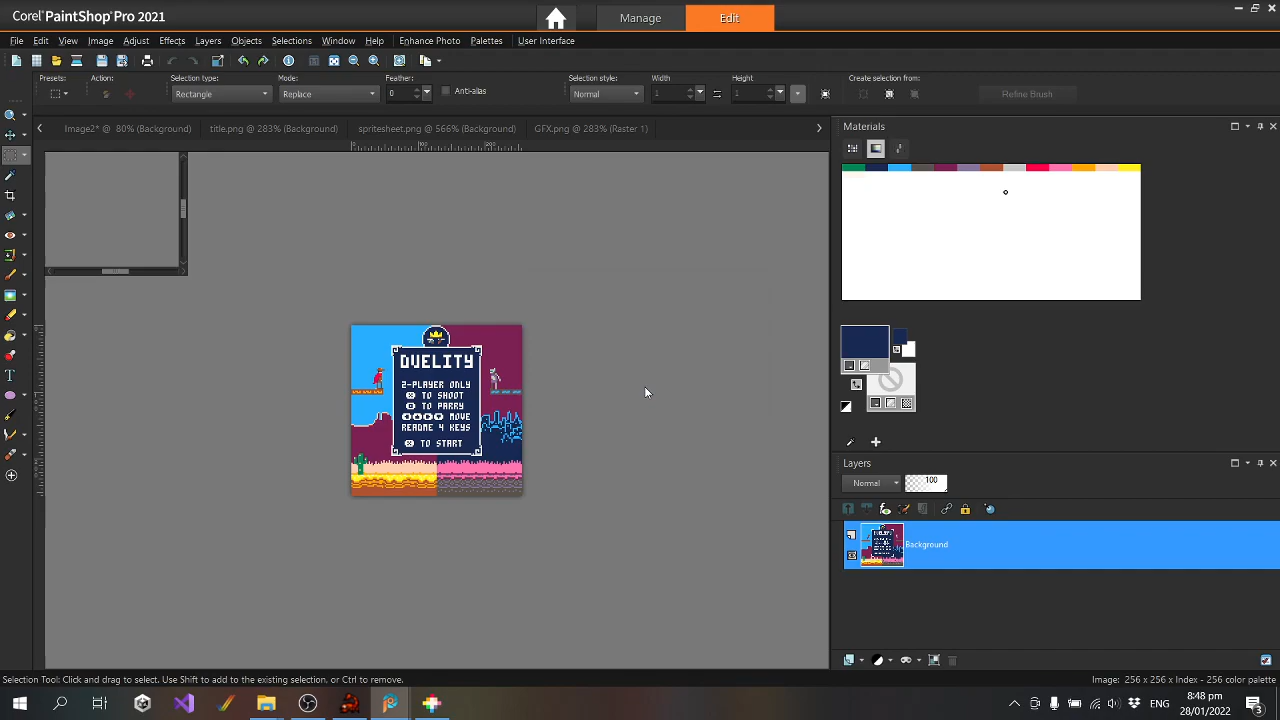 Corel PaintShop Pro 2021
Manage
Edit
File Edit View Image Adjust Effects Layers Objects Selections Window Help Enhance Photo Palettes User Interface
Presets: Action: Selection type: Mode: Feather: Anti-alias Selection style: Width Height Create selection from:
Rectangle Replace 0 Normal 1 1 Refine Brush
Image2* @ 80% (Background) title.png @ 283% (Background) spritesheet.png @ 566% (Background) GFX.png @ 283% (Raster 1)
Materials
DUELITY
2-PLAYER ONLY
TO SHOOT
TO PARRY
MOVE
README 4 KEYS
TO START
Layers
Normal 100
Background
Selection Tool: Click and drag to select. Use Shift to add to the existing selection, or Ctrl to remove.
Image: 256 x 256 x Index - 256 color palette
ENG
8:48 pm
28/01/2022
3